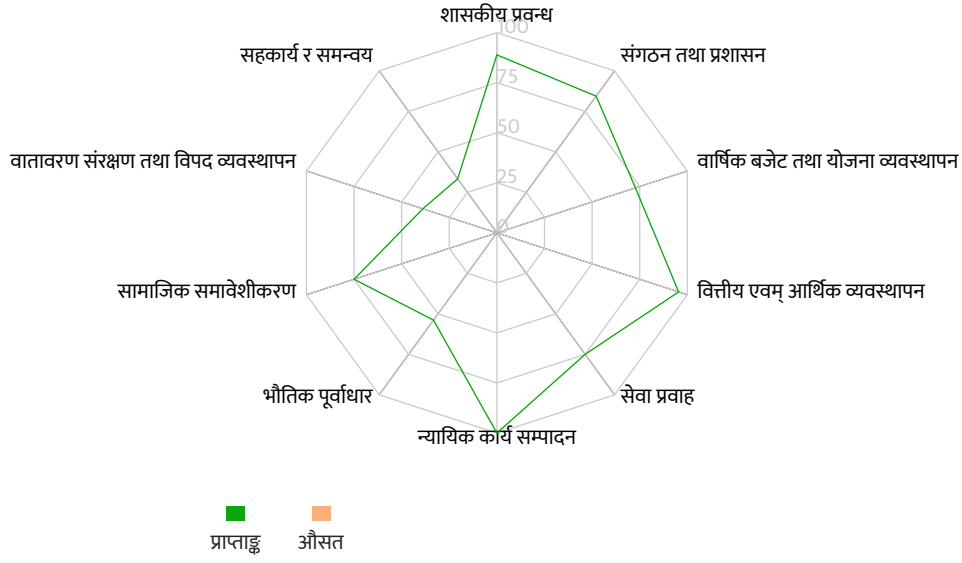 शासकीय प्रवन्ध
100
सहकार्य र समन्वय
संगठन तथा प्रशासन
75
50
वातावरण संरक्षण तथा विपद व्यवस्थापन
वार्षिक बजेट तथा योजना व्यवस्थापन
25
0
सामाजिक समावेशीकरण
वित्तीय एवम् आर्थिक व्यवस्थापन
भौतिक पूर्वाधार
सेवा प्रवाह
न्यायिक कार्य सम्पादन
प्राप्ताङ्क
औसत